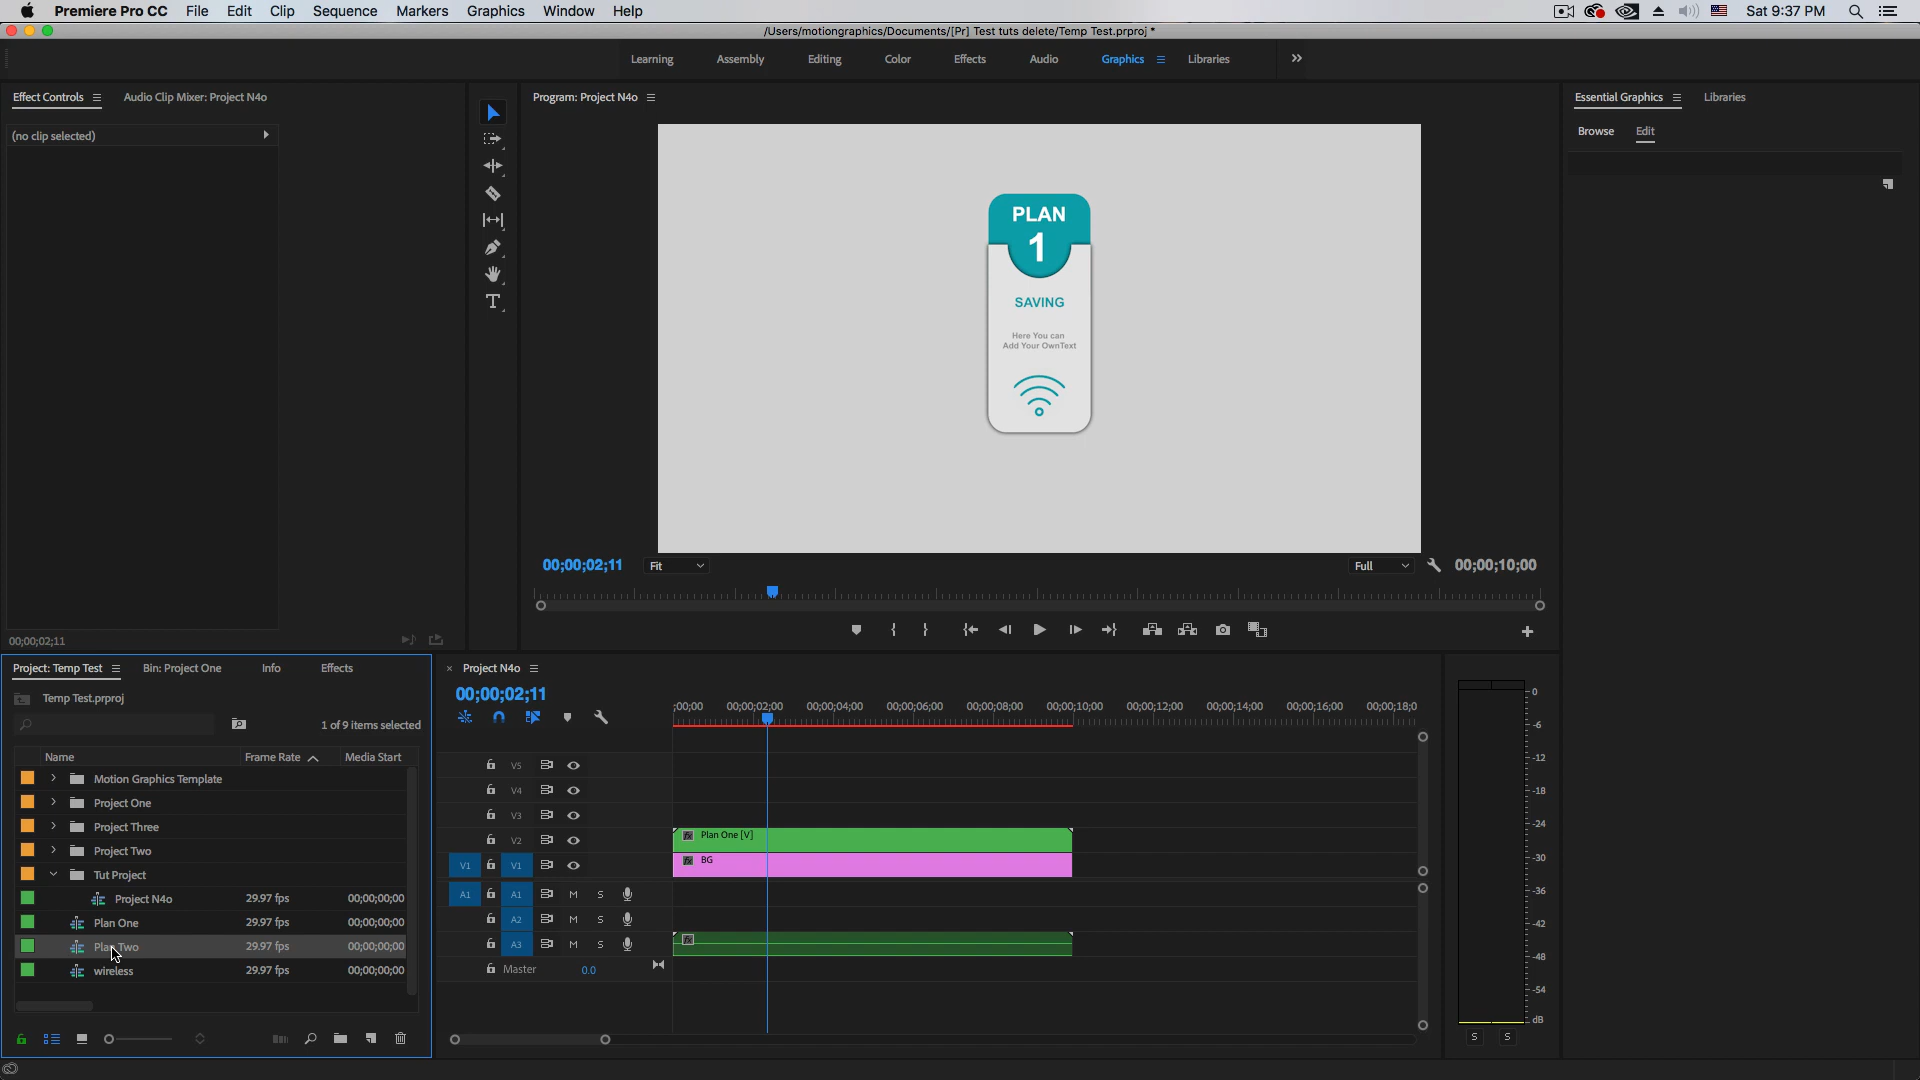 Premiere Pro CC File Edit Clip Sequence Markers Graphics Window Help
Sat 9:37 PM
/Users/motiongraphics/Documents/[Pr] Test tuts delete/Temp Test.prproj *
Learning Assembly Editing Color Effects Audio Graphics Libraries
Effect Controls Audio Clip Mixer: Project N4o
(no clip selected)
00;00;02;11
Program: Project N4o
PLAN
1
SAVING
Here You can
Add Your OwnText
00;00;02;11 Fit Full 00;00;10;00
Essential Graphics Libraries
Browse Edit
Project: Temp Test Bin: Project One Info Effects
Temp Test.prproj
1 of 9 items selected
Name Frame Rate Media Start
Motion Graphics Template
Project One
Project Three
Project Two
Tut Project
Project N4o 29.97 fps 00;00;00;00
Plan One 29.97 fps 00;00;00;00
Plan Two 29.97 fps 00;00;00;00
wireless 29.97 fps 00;00;00;00
× Project N4o
00;00;02;11
;00;00 00;00;02;00 00;00;04;00 00;00;06;00 00;00;08;00 00;00;10;00 00;00;12;00 00;00;14;00 00;00;16;00 00;00;18;0
V5
V4
V3
V2 Plan One [V]
V1 V1 BG
A1 A1 M S
A2 M S
A3 M S
Master 0.0
0
-6
-12
-18
-24
-30
-36
-42
-48
-54
dB
S S